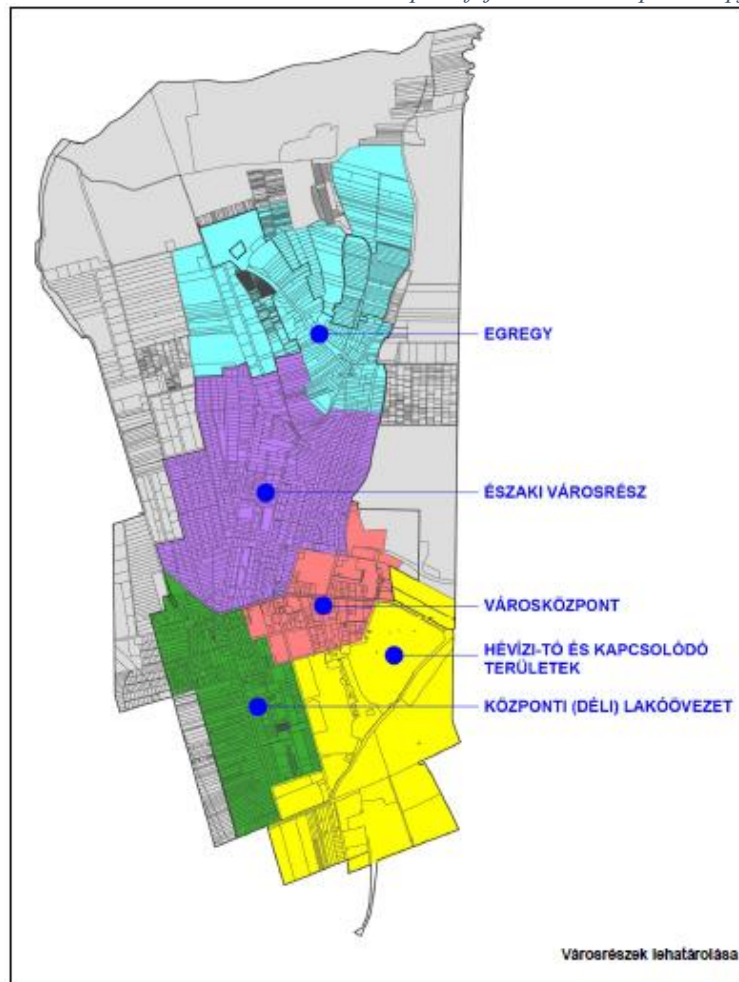 EGREGY
ÉSZAKI VÁROSRÉSZ
VÁROSKÖZPONT
HÉVÍZI-TÓ ÉS KAPCSOLÓDÓ
TERÜLETEK
KÖZPONTI (DÉLI) LAKÓÖVEZET
Városrészek lehatárolása